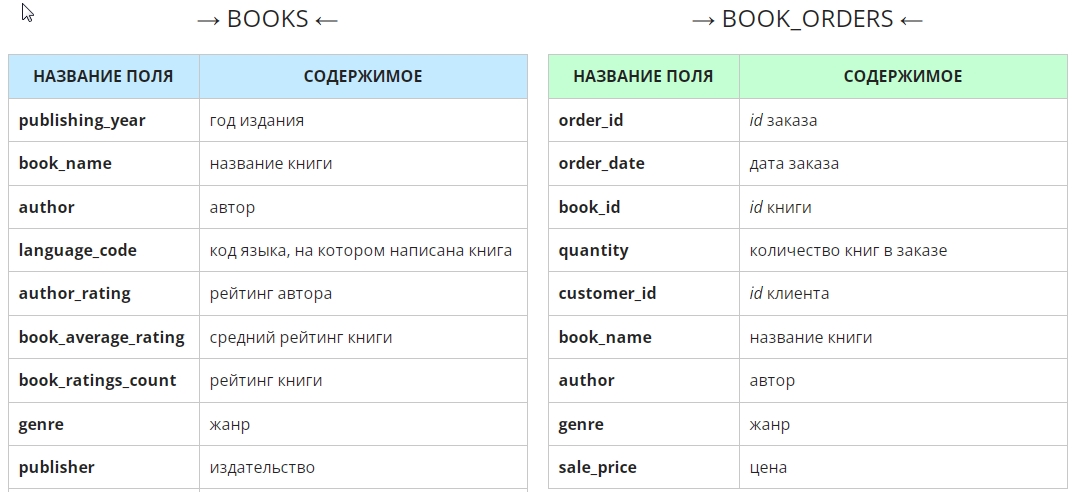 → BOOKS ←
НАЗВАНИЕ ПОЛЯ СОДЕРЖИМОЕ
publishing_year год издания
book_name название книги
author автор
language_code код языка, на котором написана книга
author_rating рейтинг автора
book_average_rating средний рейтинг книги
book_ratings_count рейтинг книги
genre жанр
publisher издательство
→ BOOK_ORDERS ←
НАЗВАНИЕ ПОЛЯ СОДЕРЖИМОЕ
order_id id заказа
order_date дата заказа
book_id id книги
quantity количество книг в заказе
customer_id id клиента
book_name название книги
author автор
genre жанр
sale_price цена